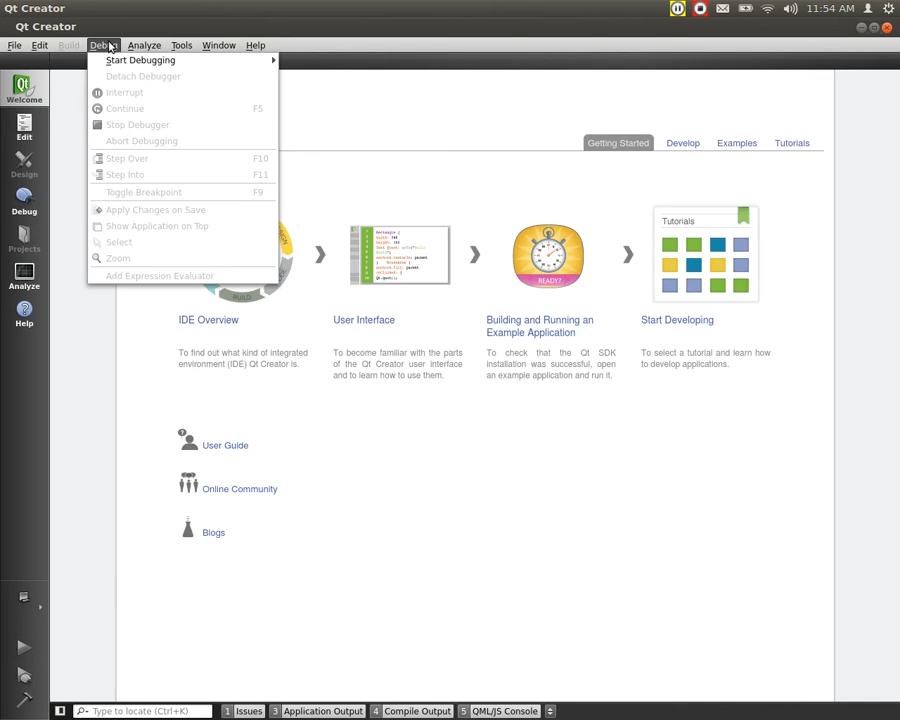 Qt Creator
11:54 AM
Qt Creator
File Edit Build Debug Analyze Tools Window Help
Start Debugging
Detach Debugger
Interrupt
Continue F5
Stop Debugger
Abort Debugging
Step Over F10
Step Into F11
Toggle Breakpoint F9
Apply Changes on Save
Show Application on Top
Select
Zoom
Add Expression Evaluator
Qt
Welcome
Edit
Design
Debug
Projects
Analyze
Help
Getting Started Develop Examples Tutorials
BUILD
READY?
Tutorials
IDE Overview
To find out what kind of integrated
environment (IDE) Qt Creator is.
User Interface
To become familiar with the parts
of the Qt Creator user interface
and to learn how to use them.
Building and Running an
Example Application
To check that the Qt SDK
installation was successful, open
an example application and run it.
Start Developing
To select a tutorial and learn how
to develop applications.
User Guide
Online Community
Blogs
Type to locate (Ctrl+K) 1 Issues 3 Application Output 4 Compile Output 5 QML/JS Console